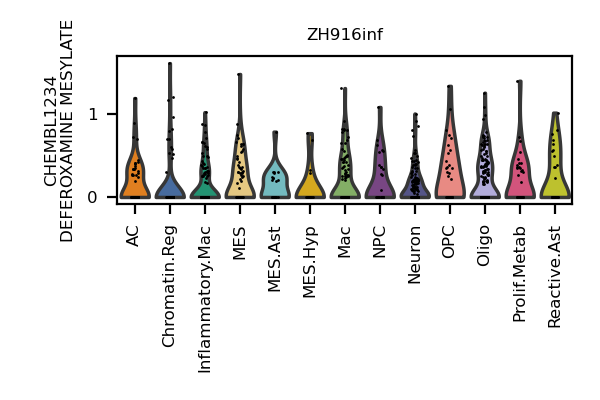 ZH916inf
CHEMBL1234
DEFEROXAMINE MESYLATE
1
0
AC
Chromatin.Reg
Inflammatory.Mac
MES
MES.Ast
MES.Hyp
Mac
NPC
Neuron
OPC
Oligo
Prolif.Metab
Reactive.Ast